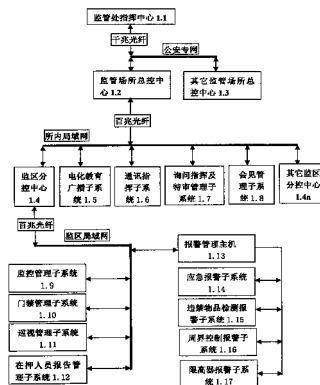 监管处指挥中心 1.1
千兆光纤
公安专网
监管场所总控中
心 1.2
其它监管场所总
控中心 1.3
百兆光纤
所内局域网
监区分
控中心
1.4
电化教育
广播子系
统 1.5
通讯指
挥子系
统 1.6
询问指挥及
特审管理子
系统 1.7
会见管
理子系
统 1.8
其它监区
分控中心
1.4n
百兆光纤
监区局域网
报警管理主机
1.13
监控管理子系统
1.9
应急报警子系统
1.14
门禁管理子系统
1.10
违禁物品检测报
警子系统 1.15
巡视管理子系统
1.11
周界控制报警子
系统 1.16
在押人员报告管
理子系统 1.12
限高器报警子系
统 1.17